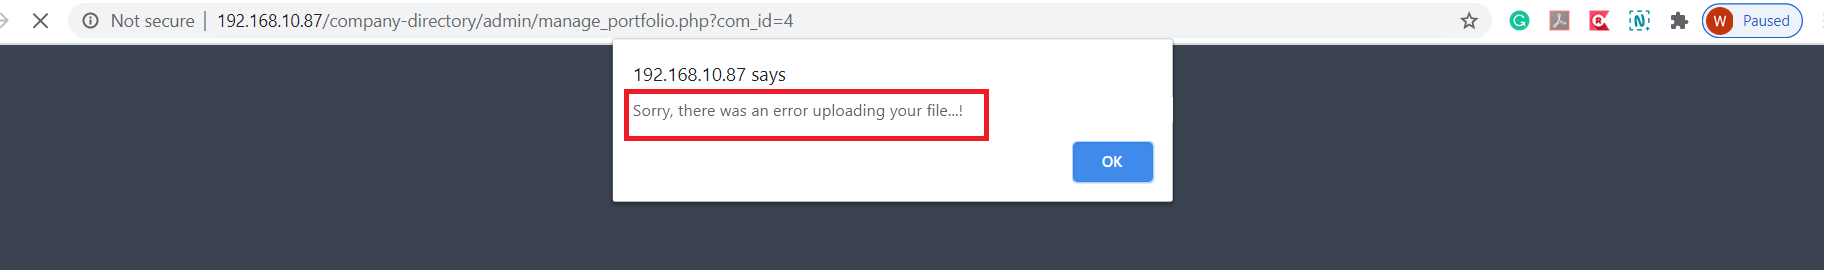 Not secure | 192.168.10.87/company-directory/admin/manage_portfolio.php?com_id=4
W Paused
192.168.10.87 says
Sorry, there was an error uploading your file...!
OK